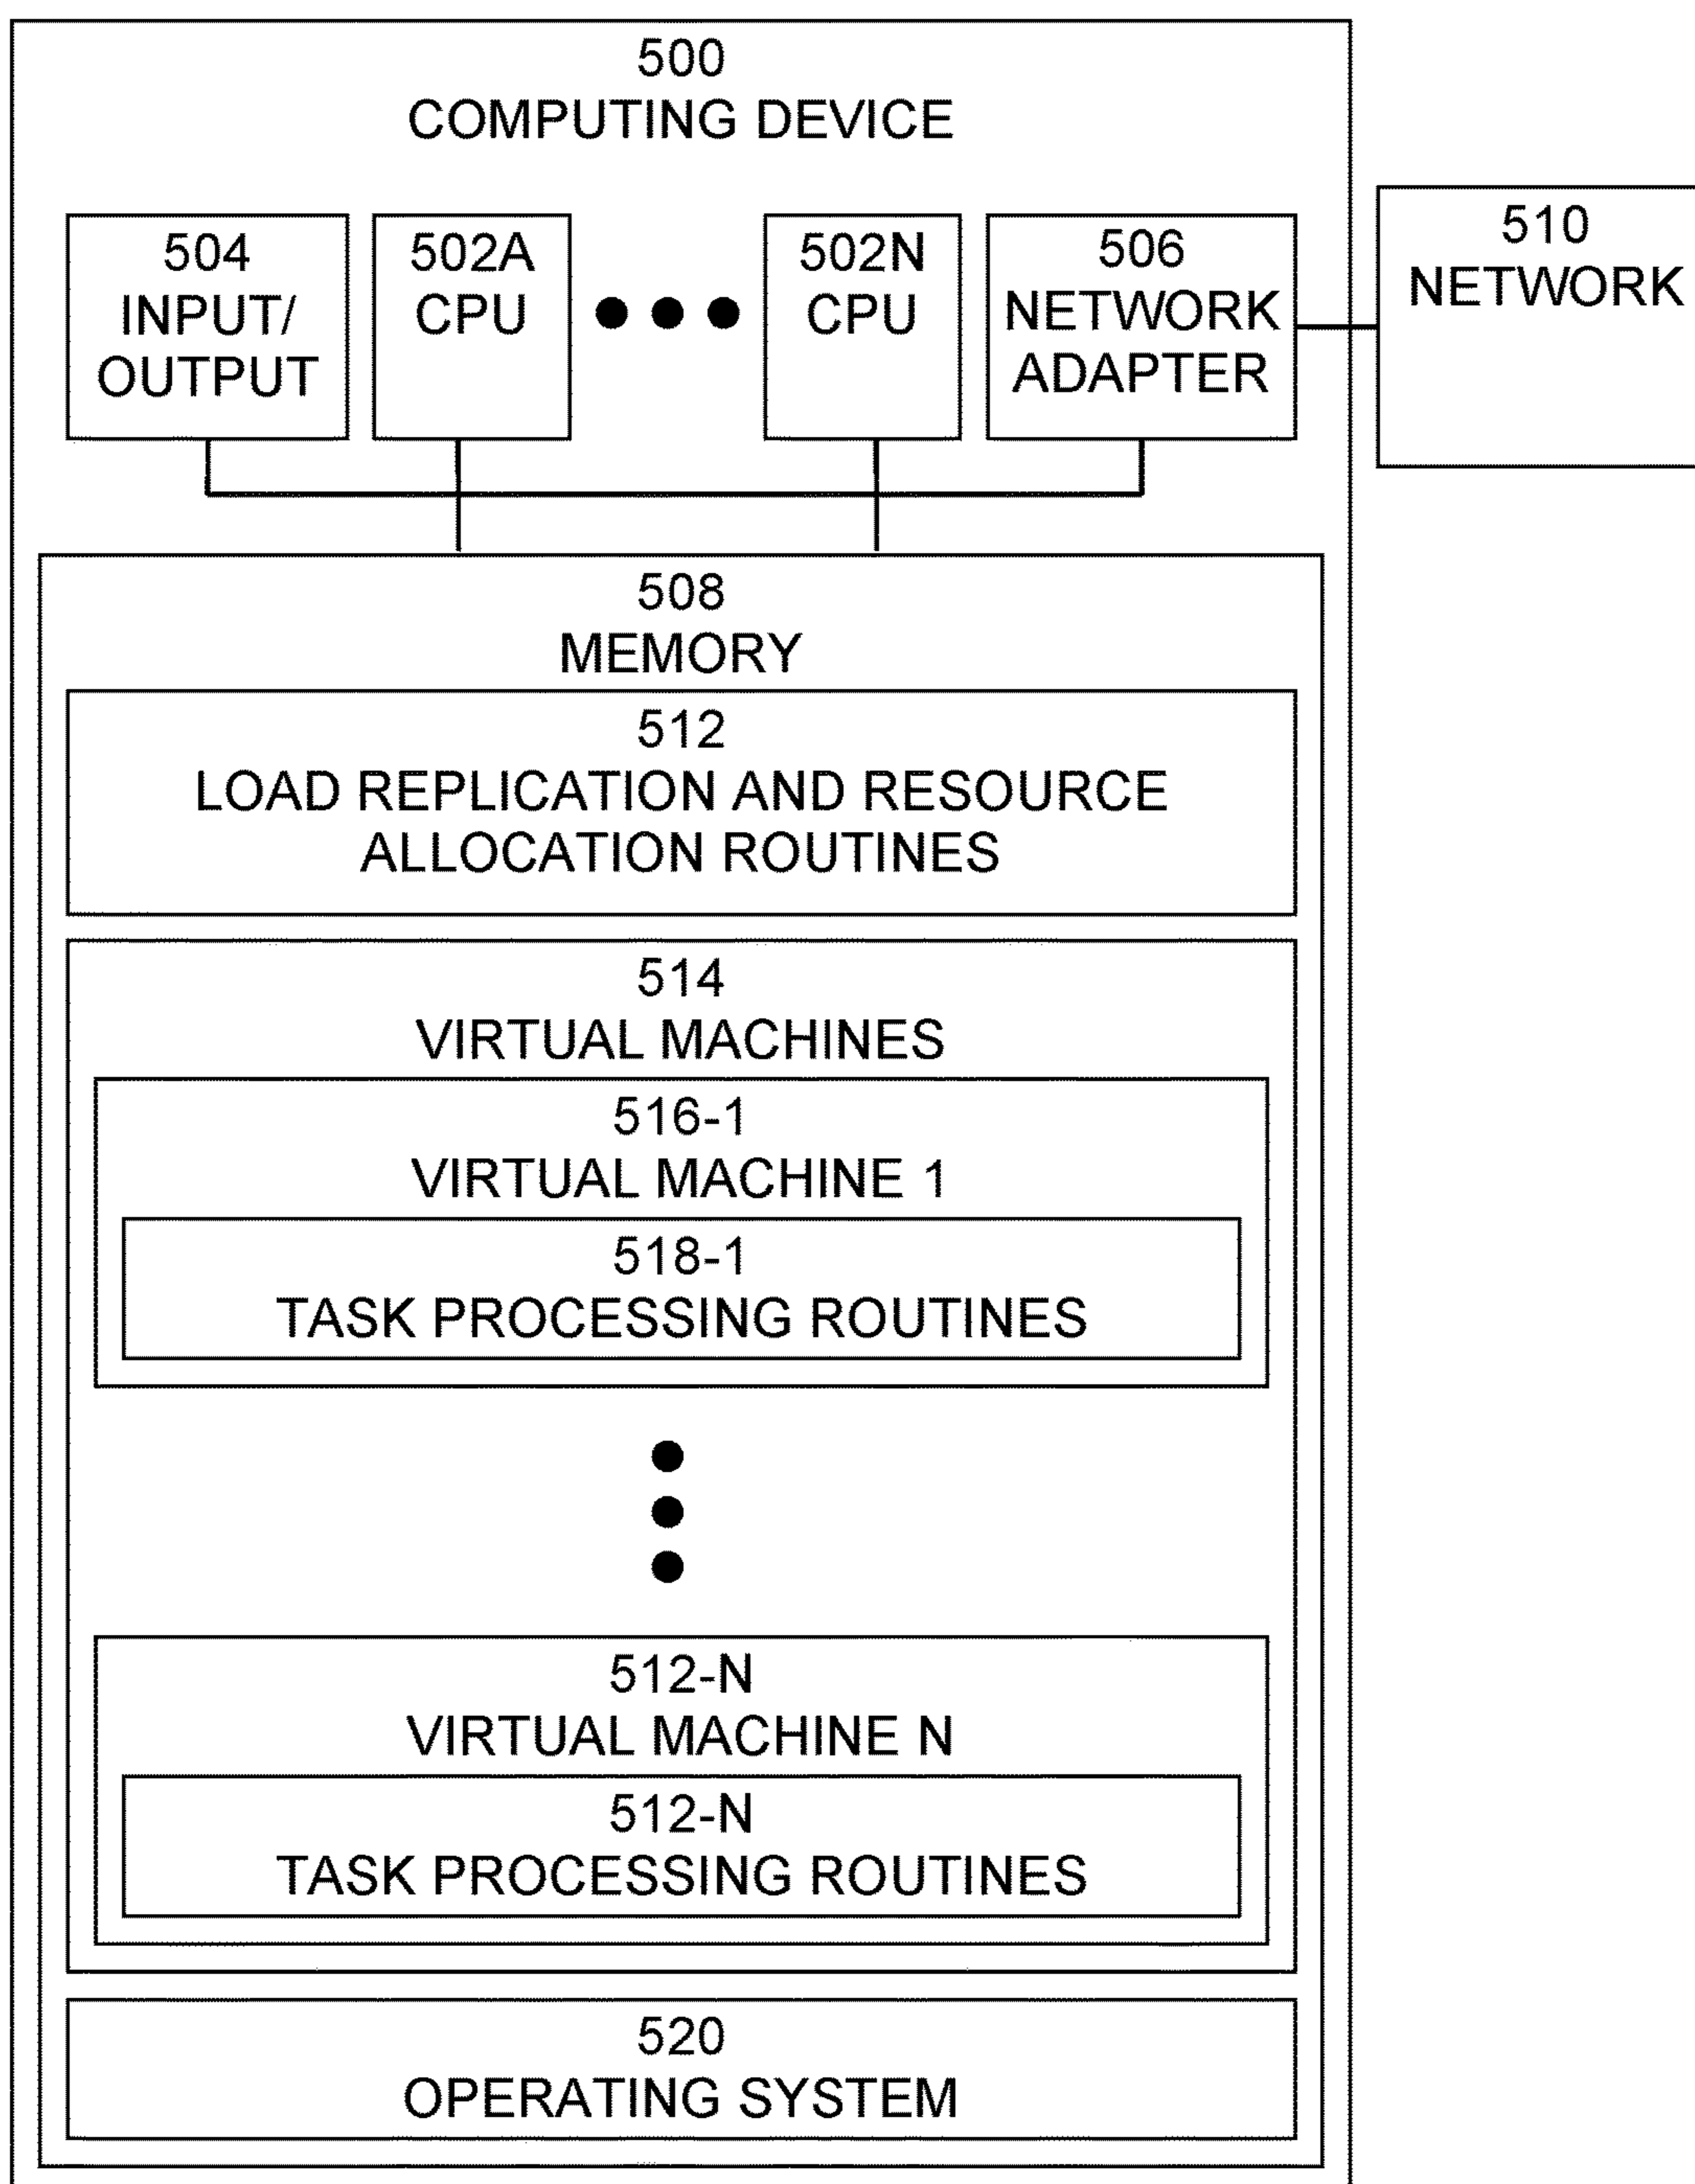 500
COMPUTING DEVICE
504
INPUT/
OUTPUT
502A
CPU
502N
CPU
506
NETWORK
ADAPTER
510
NETWORK
508
MEMORY
512
LOAD REPLICATION AND RESOURCE
ALLOCATION ROUTINES
514
VIRTUAL MACHINES
516-1
VIRTUAL MACHINE 1
518-1
TASK PROCESSING ROUTINES
512-N
VIRTUAL MACHINE N
512-N
TASK PROCESSING ROUTINES
520
OPERATING SYSTEM